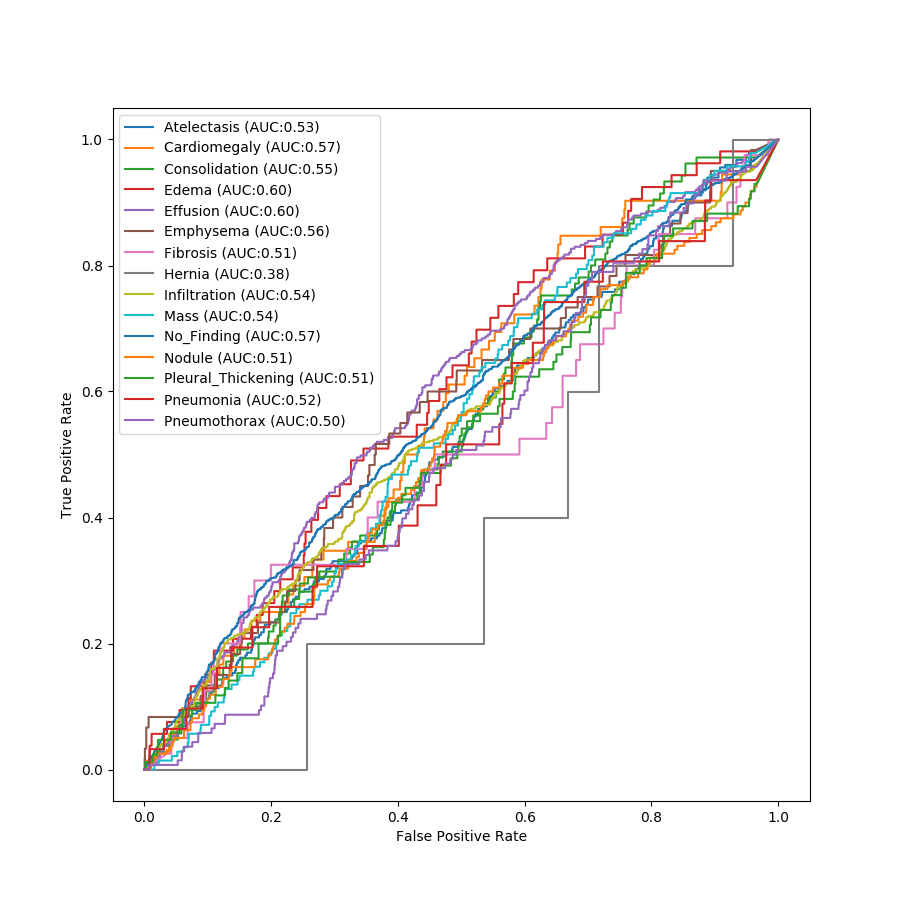 Atelectasis (AUC:0.53)
Cardiomegaly (AUC:0.57)
Consolidation (AUC:0.55)
Edema (AUC:0.60)
Effusion (AUC:0.60)
Emphysema (AUC:0.56)
Fibrosis (AUC:0.51)
Hernia (AUC:0.38)
Infiltration (AUC:0.54)
Mass (AUC:0.54)
No_Finding (AUC:0.57)
Nodule (AUC:0.51)
Pleural_Thickening (AUC:0.51)
Pneumonia (AUC:0.52)
Pneumothorax (AUC:0.50)
1.0
0.8
0.6
0.4
0.2
0.0
True Positive Rate
0.0 0.2 0.4 0.6 0.8 1.0
False Positive Rate